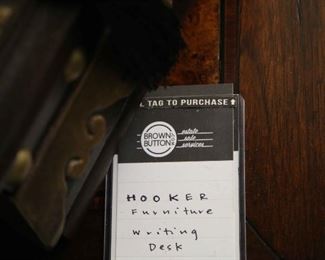 TAG TO PURCHASE
BROWN
BUTTON
estate
sale
services
HOOKER
Furniture
Writing
Desk